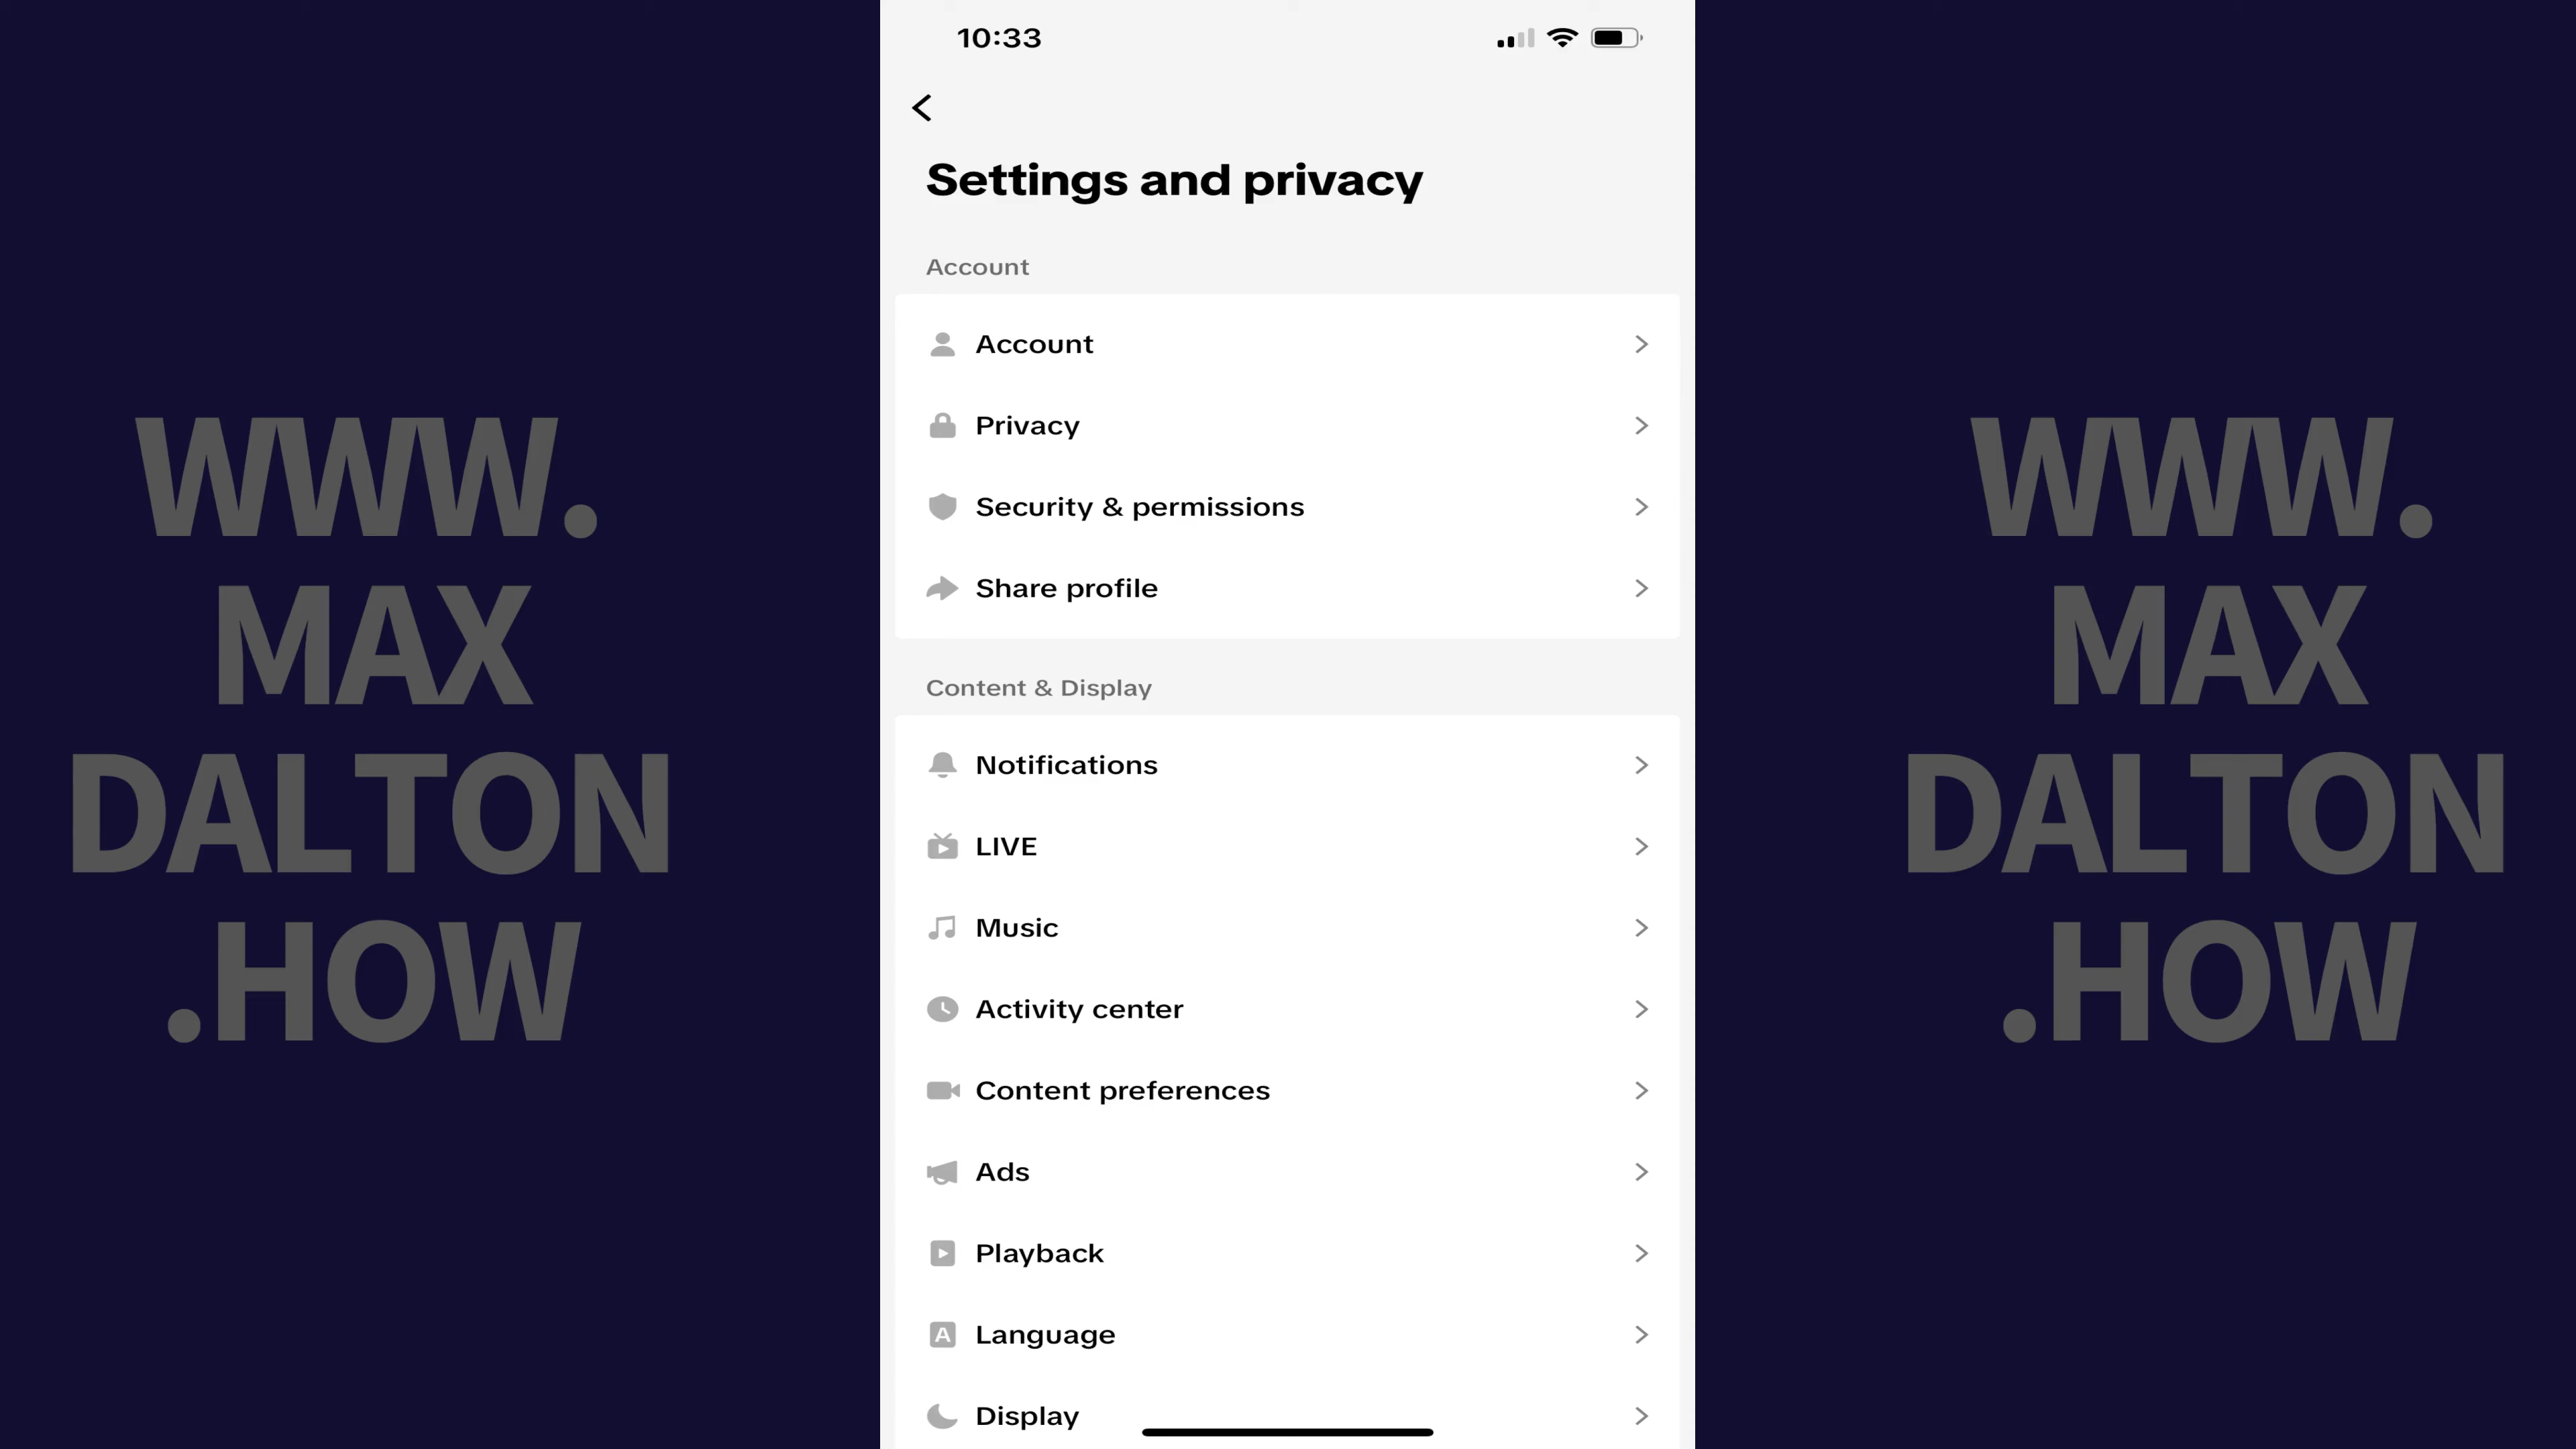 10:33
Settings and privacy
Account
Account
Privacy
Security & permissions
Share profile
Content & Display
Notifications
LIVE
Music
Activity center
Content preferences
Ads
Playback
A Language
Display
WWW.
MAX
DALTON
.HOW
WWW.
MAX
DALTON
.HOW